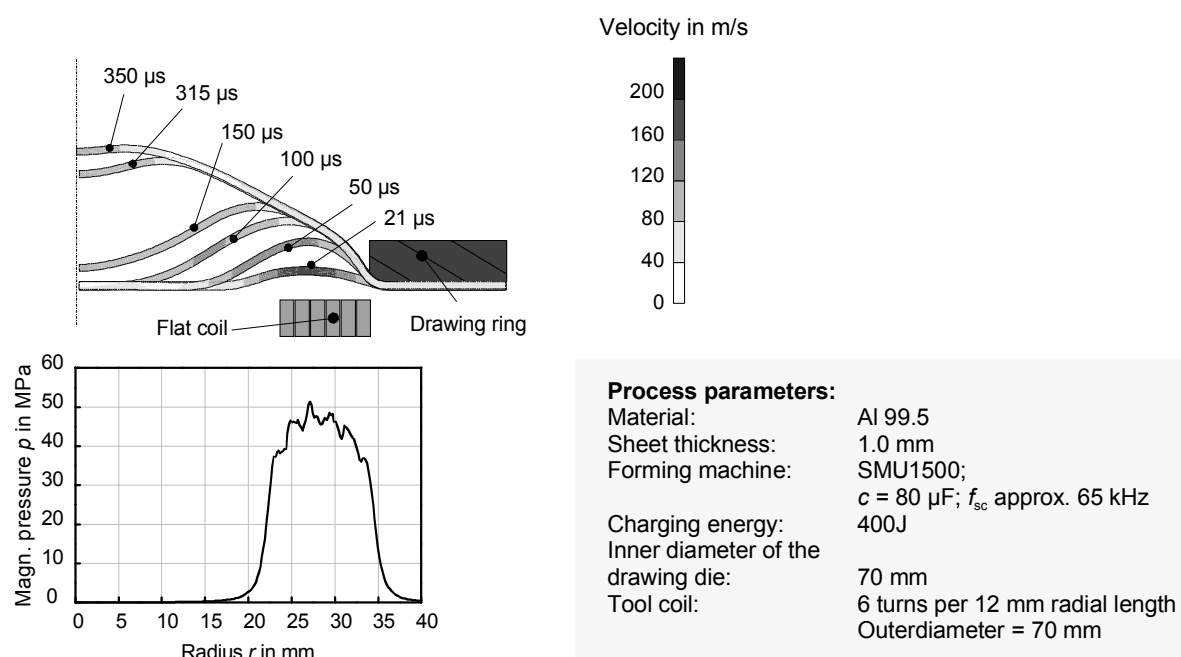 Velocity in m/s
200
160
120
80
40
0
350 µs
315 µs
150 µs
100 µs
50 µs
21 µs
Flat coil
Drawing ring
Magn. pressure p in MPa
60
50
40
30
20
10
0
0 5 10 15 20 25 30 35 40
Radius r in mm
Process parameters:
Material: Al 99.5
Sheet thickness: 1.0 mm
Forming machine: SMU1500;
c = 80 µF; fsc approx. 65 kHz
Charging energy: 400J
Inner diameter of the
drawing die: 70 mm
Tool coil: 6 turns per 12 mm radial length
Outerdiameter = 70 mm